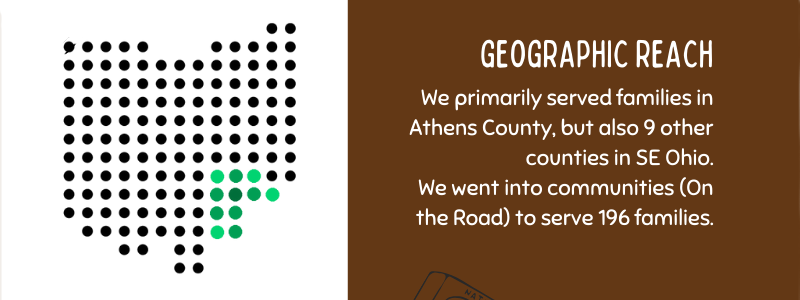 GEOGRAPHIC REACH
We primarily served families in
Athens County, but also 9 other
counties in SE Ohio.
We went into communities (On
the Road) to serve 196 families.